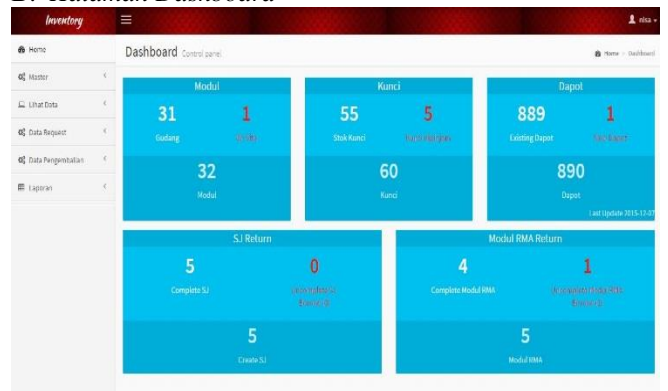 B. Halaman Dashboard
Inventory
nisa
Home
Master
Lihat Data
Data Request
Data Pengembalian
Laporan
Dashboard Control panel
Home > Dashboard
Modul
31
1
Gudang
32
Modul
Kunci
55
5
Stok Kunci
60
Kunci
Dapot
889
1
Existing Dapot
890
Dapot
Last Update 2015-12-07
SJ Return
5
0
Complete SJ
5
Create SJ
Modul RMA Return
4
1
Complete Modul RMA
5
Modul RMA